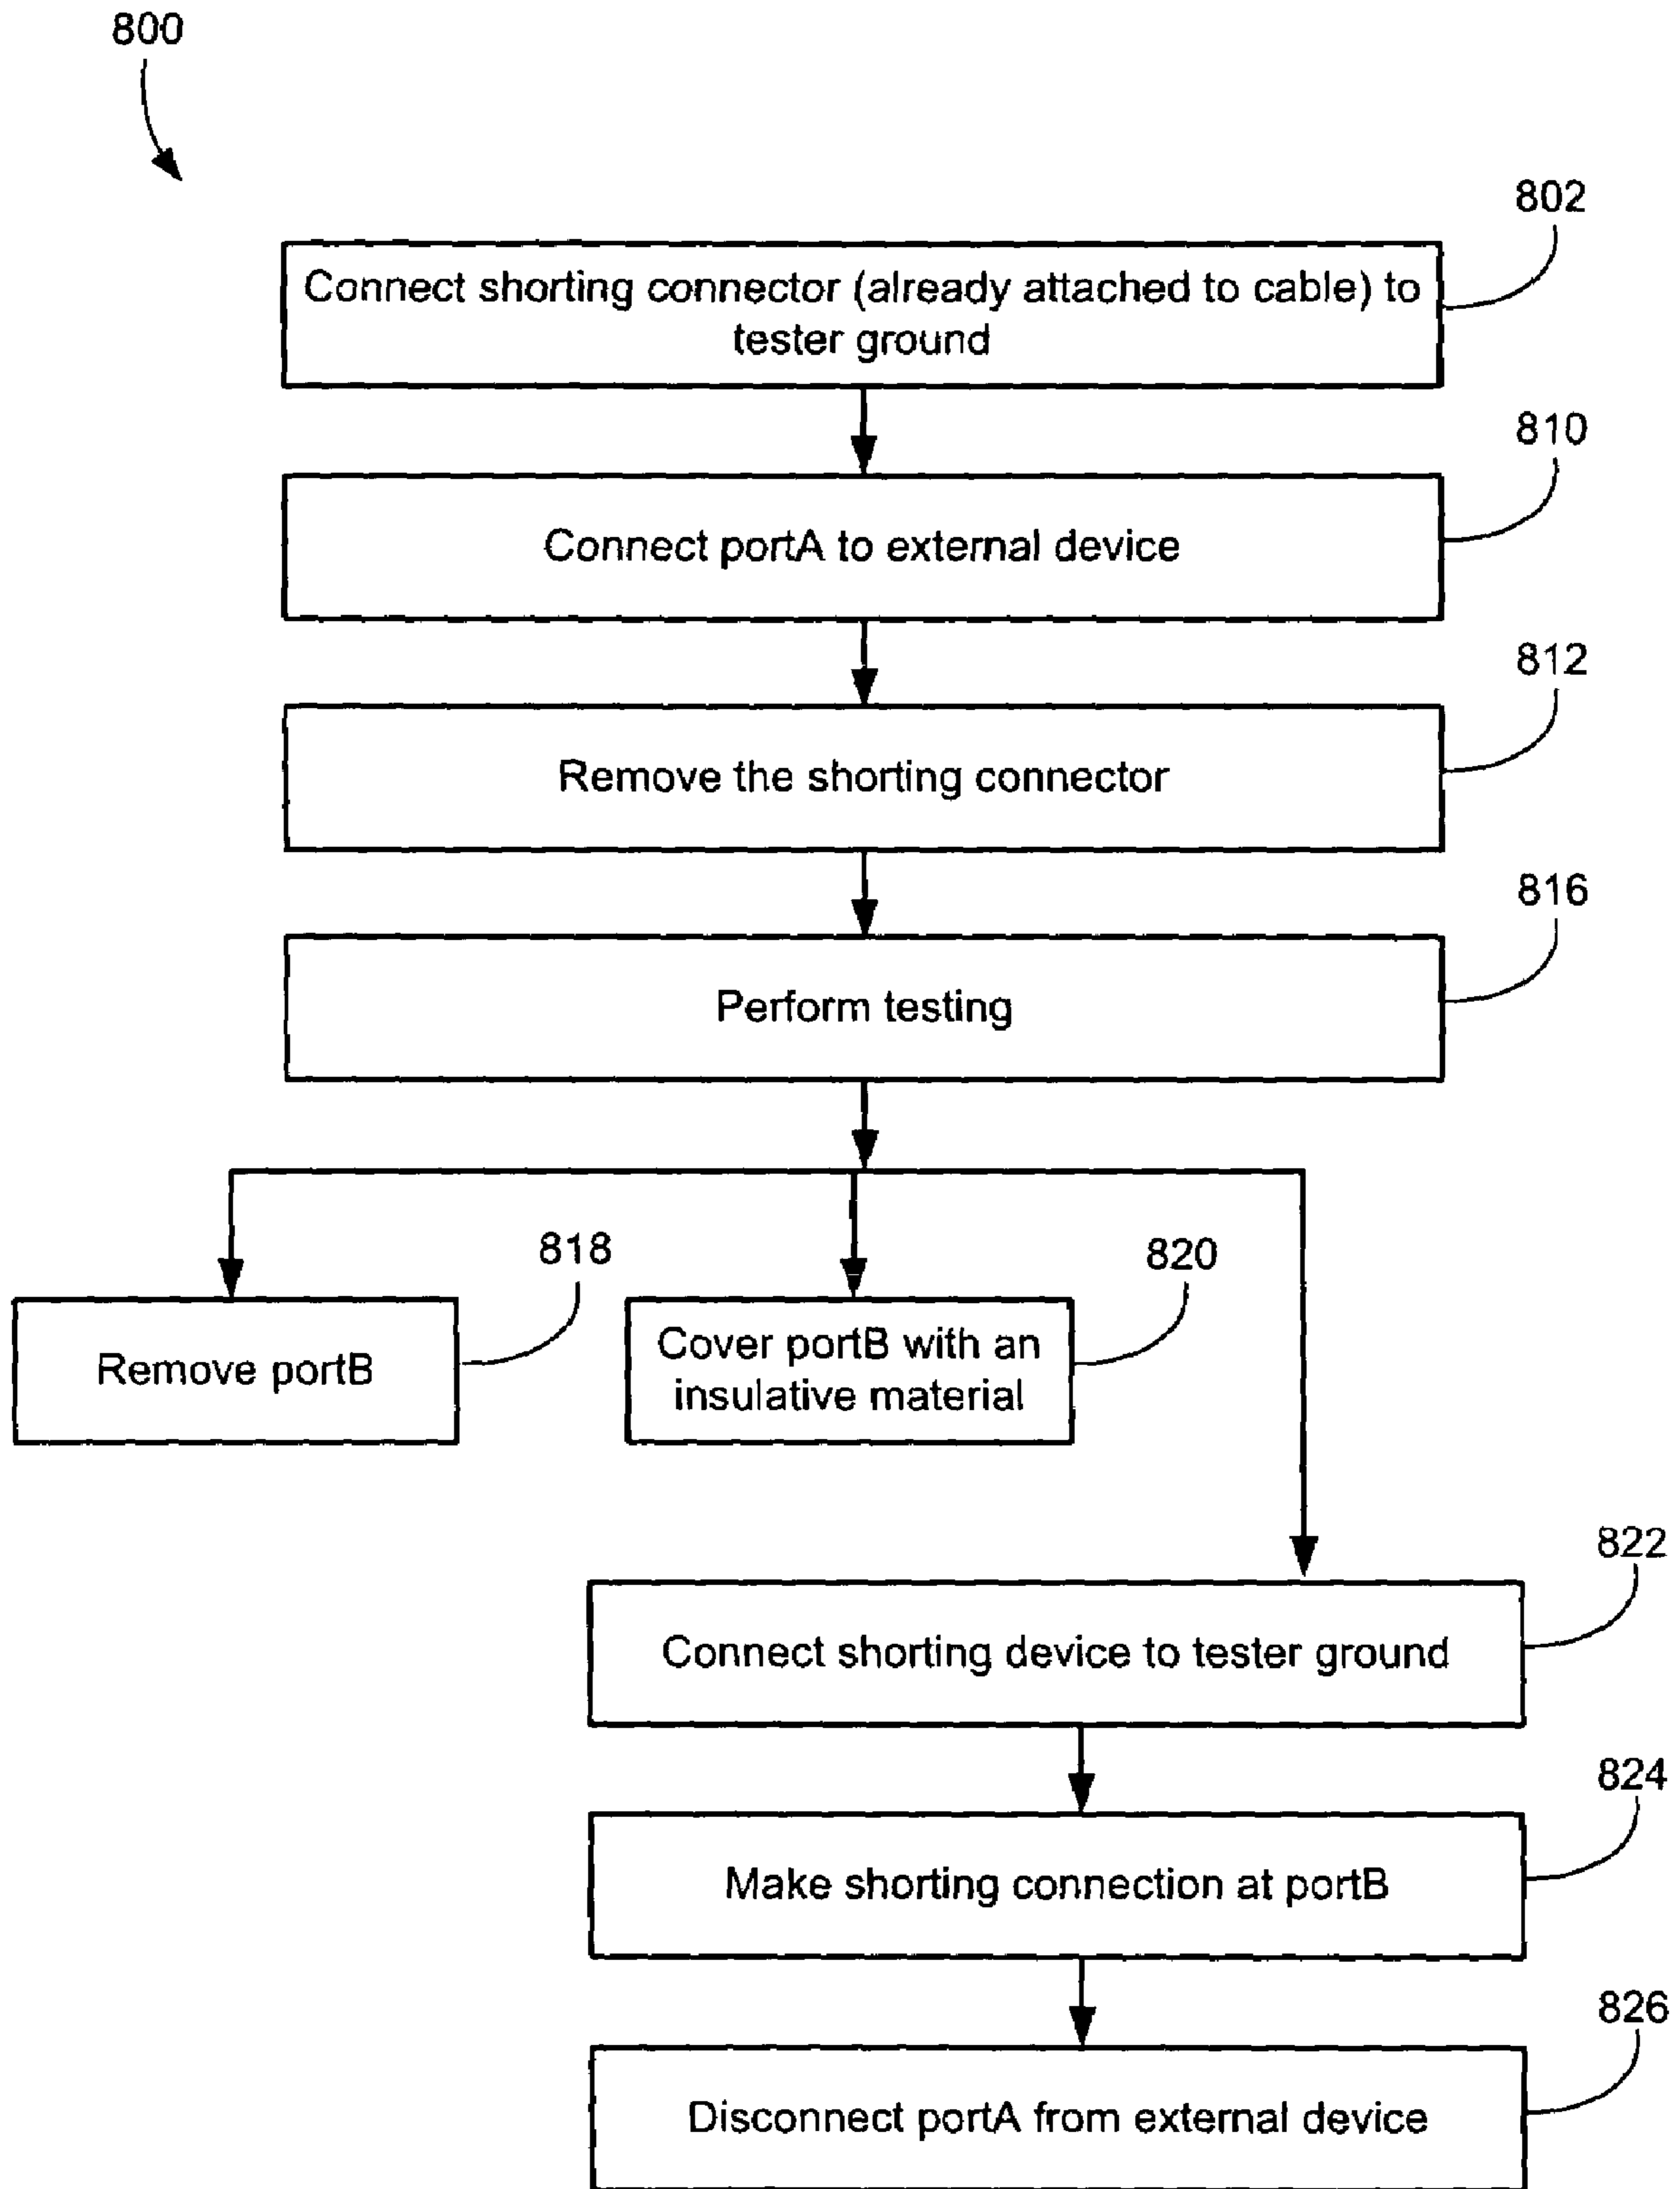 800
802
Connect shorting connector (already attached to cable) to
tester ground
810
Connect portA to external device
812
Remove the shorting connector
816
Perform testing
818
Remove portB
820
Cover portB with an
insulative material
822
Connect shorting device to tester ground
824
Make shorting connection at portB
826
Disconnect portA from external device